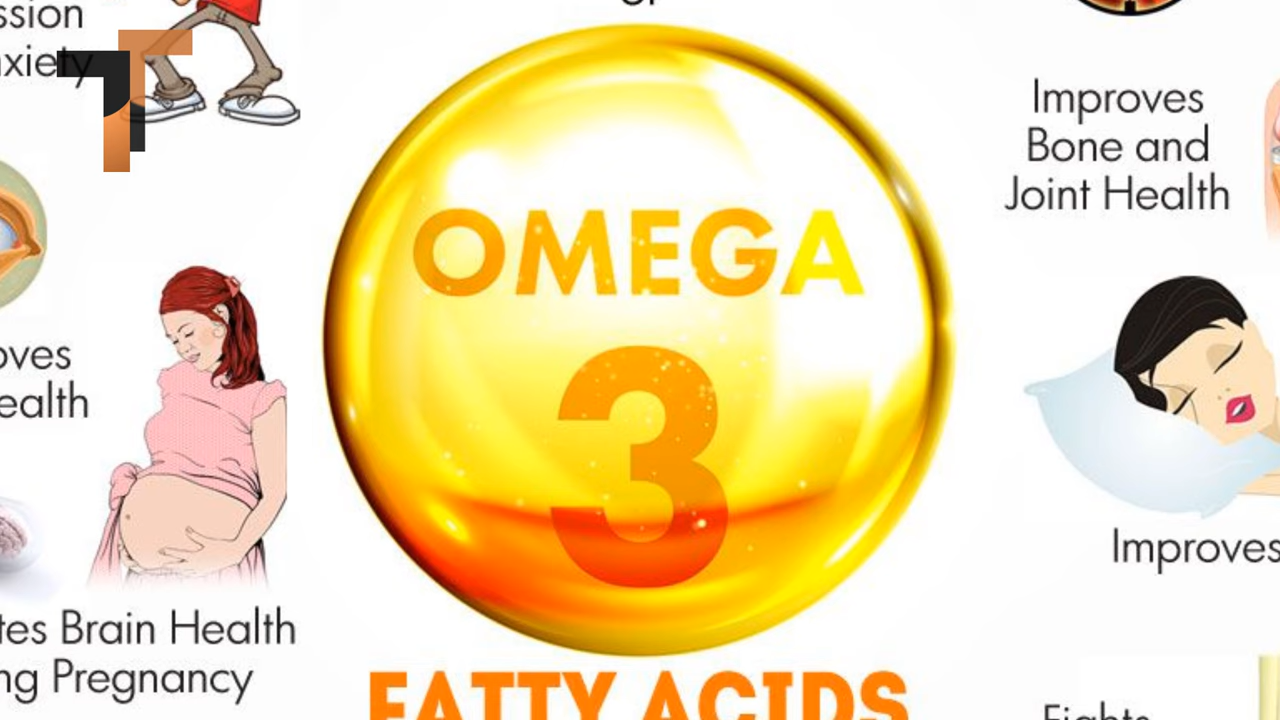 ssion
nxiety
Improves
Bone and
Joint Health
OMEGA
3
oves
ealth
Improves
tes Brain Health
ng Pregnancy
FATTY ACIDS
Fights